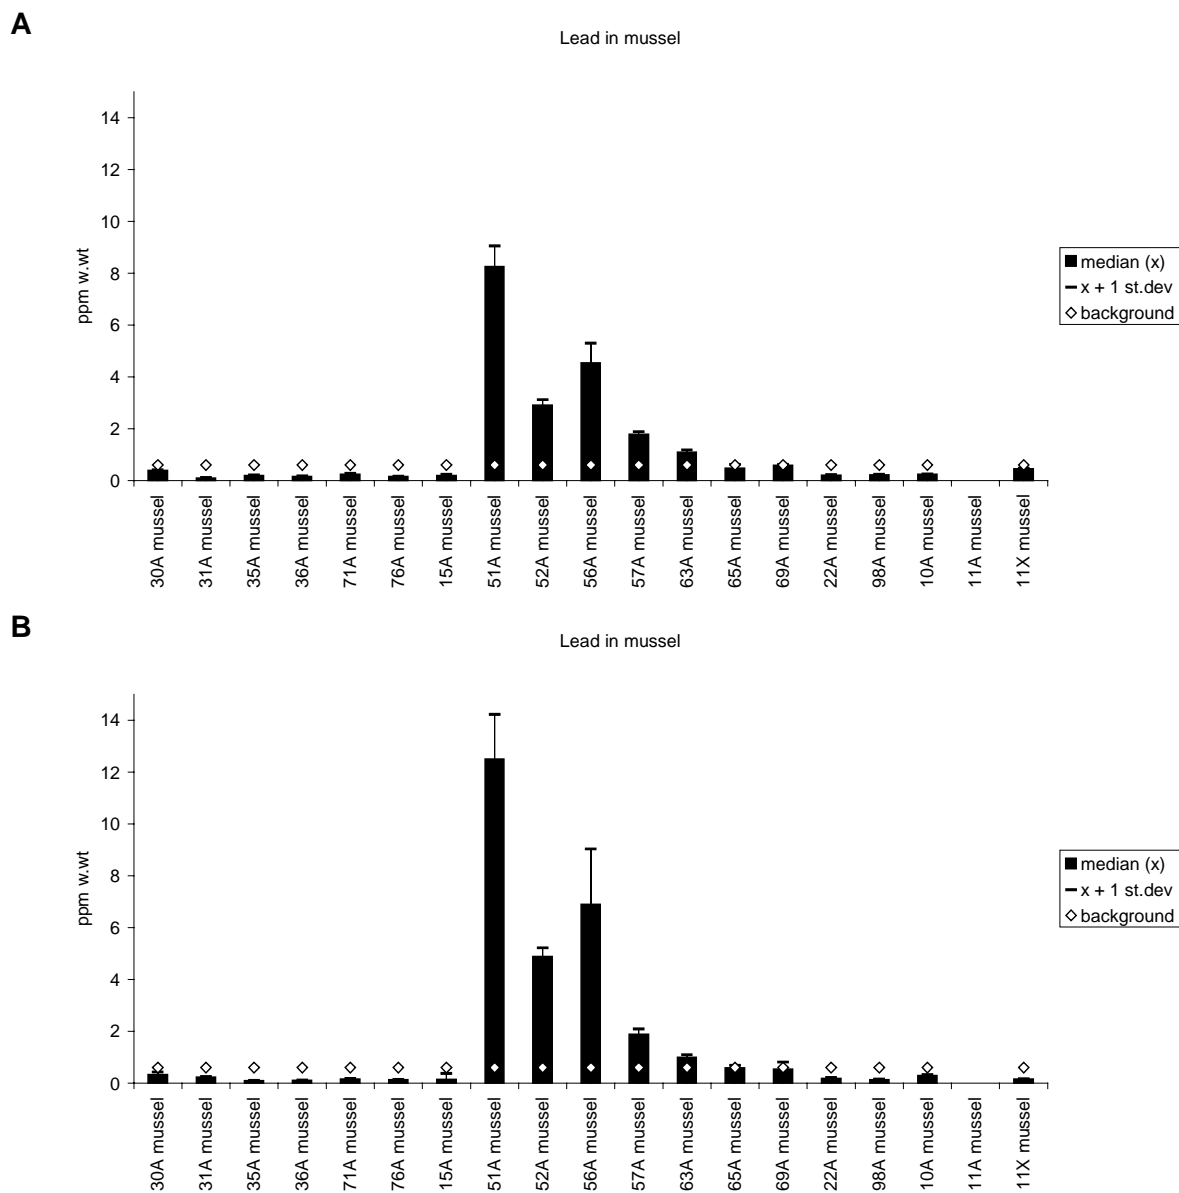 A
Lead in mussel
14
12
10
8
6
4
2
0
ppm w.wt
30A mussel
31A mussel
35A mussel
36A mussel
71A mussel
76A mussel
15A mussel
51A mussel
52A mussel
56A mussel
57A mussel
63A mussel
65A mussel
69A mussel
22A mussel
98A mussel
10A mussel
11A mussel
11X mussel
median (x)
x + 1 st.dev
background
B
Lead in mussel
14
12
10
8
6
4
2
0
ppm w.wt
30A mussel
31A mussel
35A mussel
36A mussel
71A mussel
76A mussel
15A mussel
51A mussel
52A mussel
56A mussel
57A mussel
63A mussel
65A mussel
69A mussel
22A mussel
98A mussel
10A mussel
11A mussel
11X mussel
median (x)
x + 1 st.dev
background